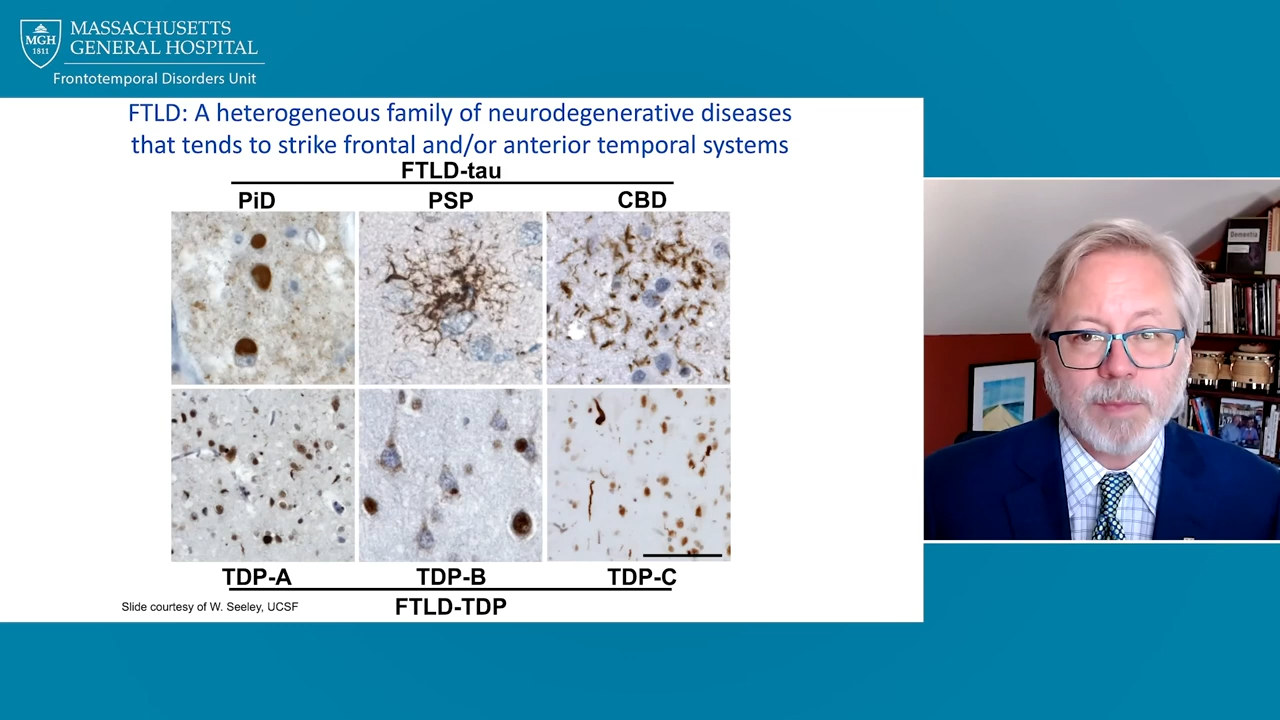 MGH
1811
MASSACHUSETTS
GENERAL HOSPITAL
Frontotemporal Disorders Unit
FTLD: A heterogeneous family of neurodegenerative diseases
that tends to strike frontal and/or anterior temporal systems
FTLD-tau
PiD PSP CBD
TDP-A TDP-B TDP-C
Slide courtesy of W. Seeley, UCSF
FTLD-TDP
Dementia